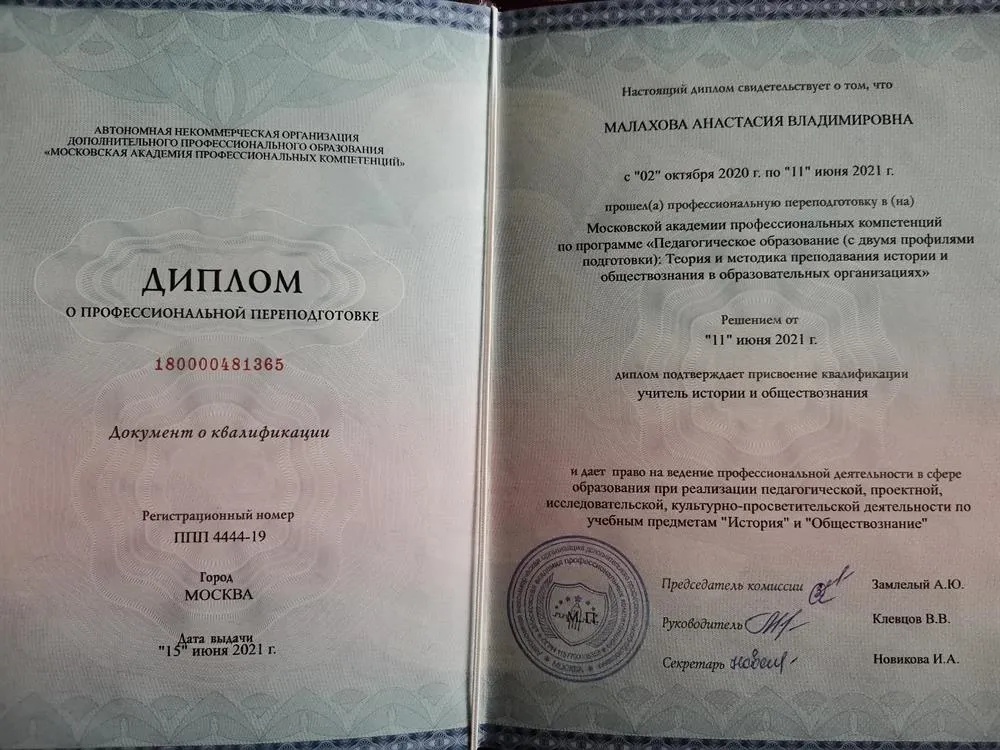 АВТОНОМНАЯ НЕКОММЕРЧЕСКАЯ ОРГАНИЗАЦИЯ
ДОПОЛНИТЕЛЬНОГО ПРОФЕССИОНАЛЬНОГО ОБРАЗОВАНИЯ
«МОСКОВСКАЯ АКАДЕМИЯ ПРОФЕССИОНАЛЬНЫХ КОМПЕТЕНЦИЙ»
ДИПЛОМ
О ПРОФЕССИОНАЛЬНОЙ ПЕРЕПОДГОТОВКЕ
180000481365
Документ о квалификации
Регистрационный номер
ППП 4444-19
Город
МОСКВА
Дата выдачи
"15" июня 2021 г.
Настоящий диплом свидетельствует о том, что
МАЛАХОВА АНАСТАСИЯ ВЛАДИМИРОВНА
с "02" октября 2020 г. по "11" июня 2021 г.
прошел(а) профессиональную переподготовку в (на)
Московской академии профессиональных компетенций
по программе «Педагогическое образование (с двумя профилями
подготовки): Теория и методика преподавания истории и
обществознания в образовательных организациях»
Решением от
"11" июня 2021 г.
диплом подтверждает присвоение квалификации
учитель истории и обществознания
и дает право на ведение профессиональной деятельности в сфере
образования при реализации педагогической, проектной,
исследовательской, культурно-просветительской деятельности по
учебным предметам "История" и "Обществознание"
М.П.
Председатель комиссии Замлелый А.Ю.
Руководитель Клевцов В.В.
Секретарь Новикова И.А.